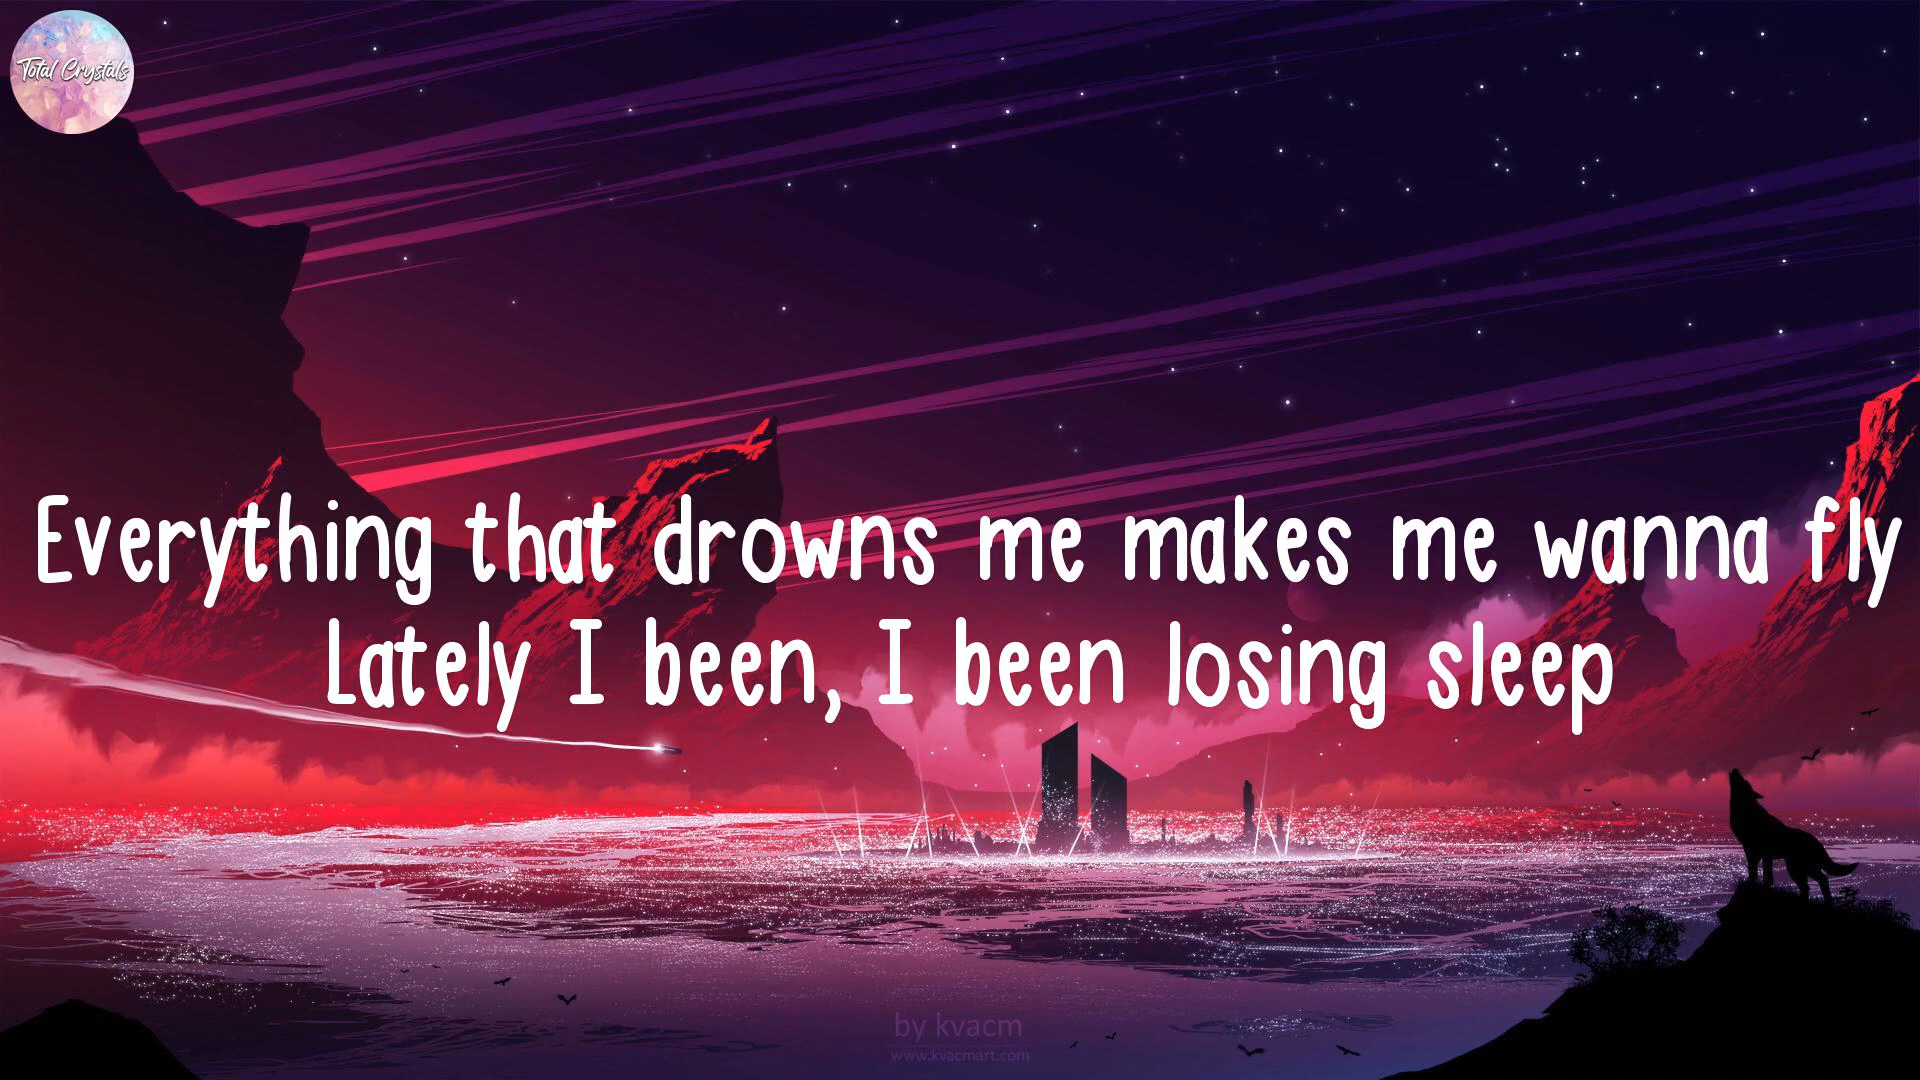 Total Crystals
Everything that drowns me makes me wanna fly
Lately I been, I been losing sleep
by kvacm
www.kvacmart.com